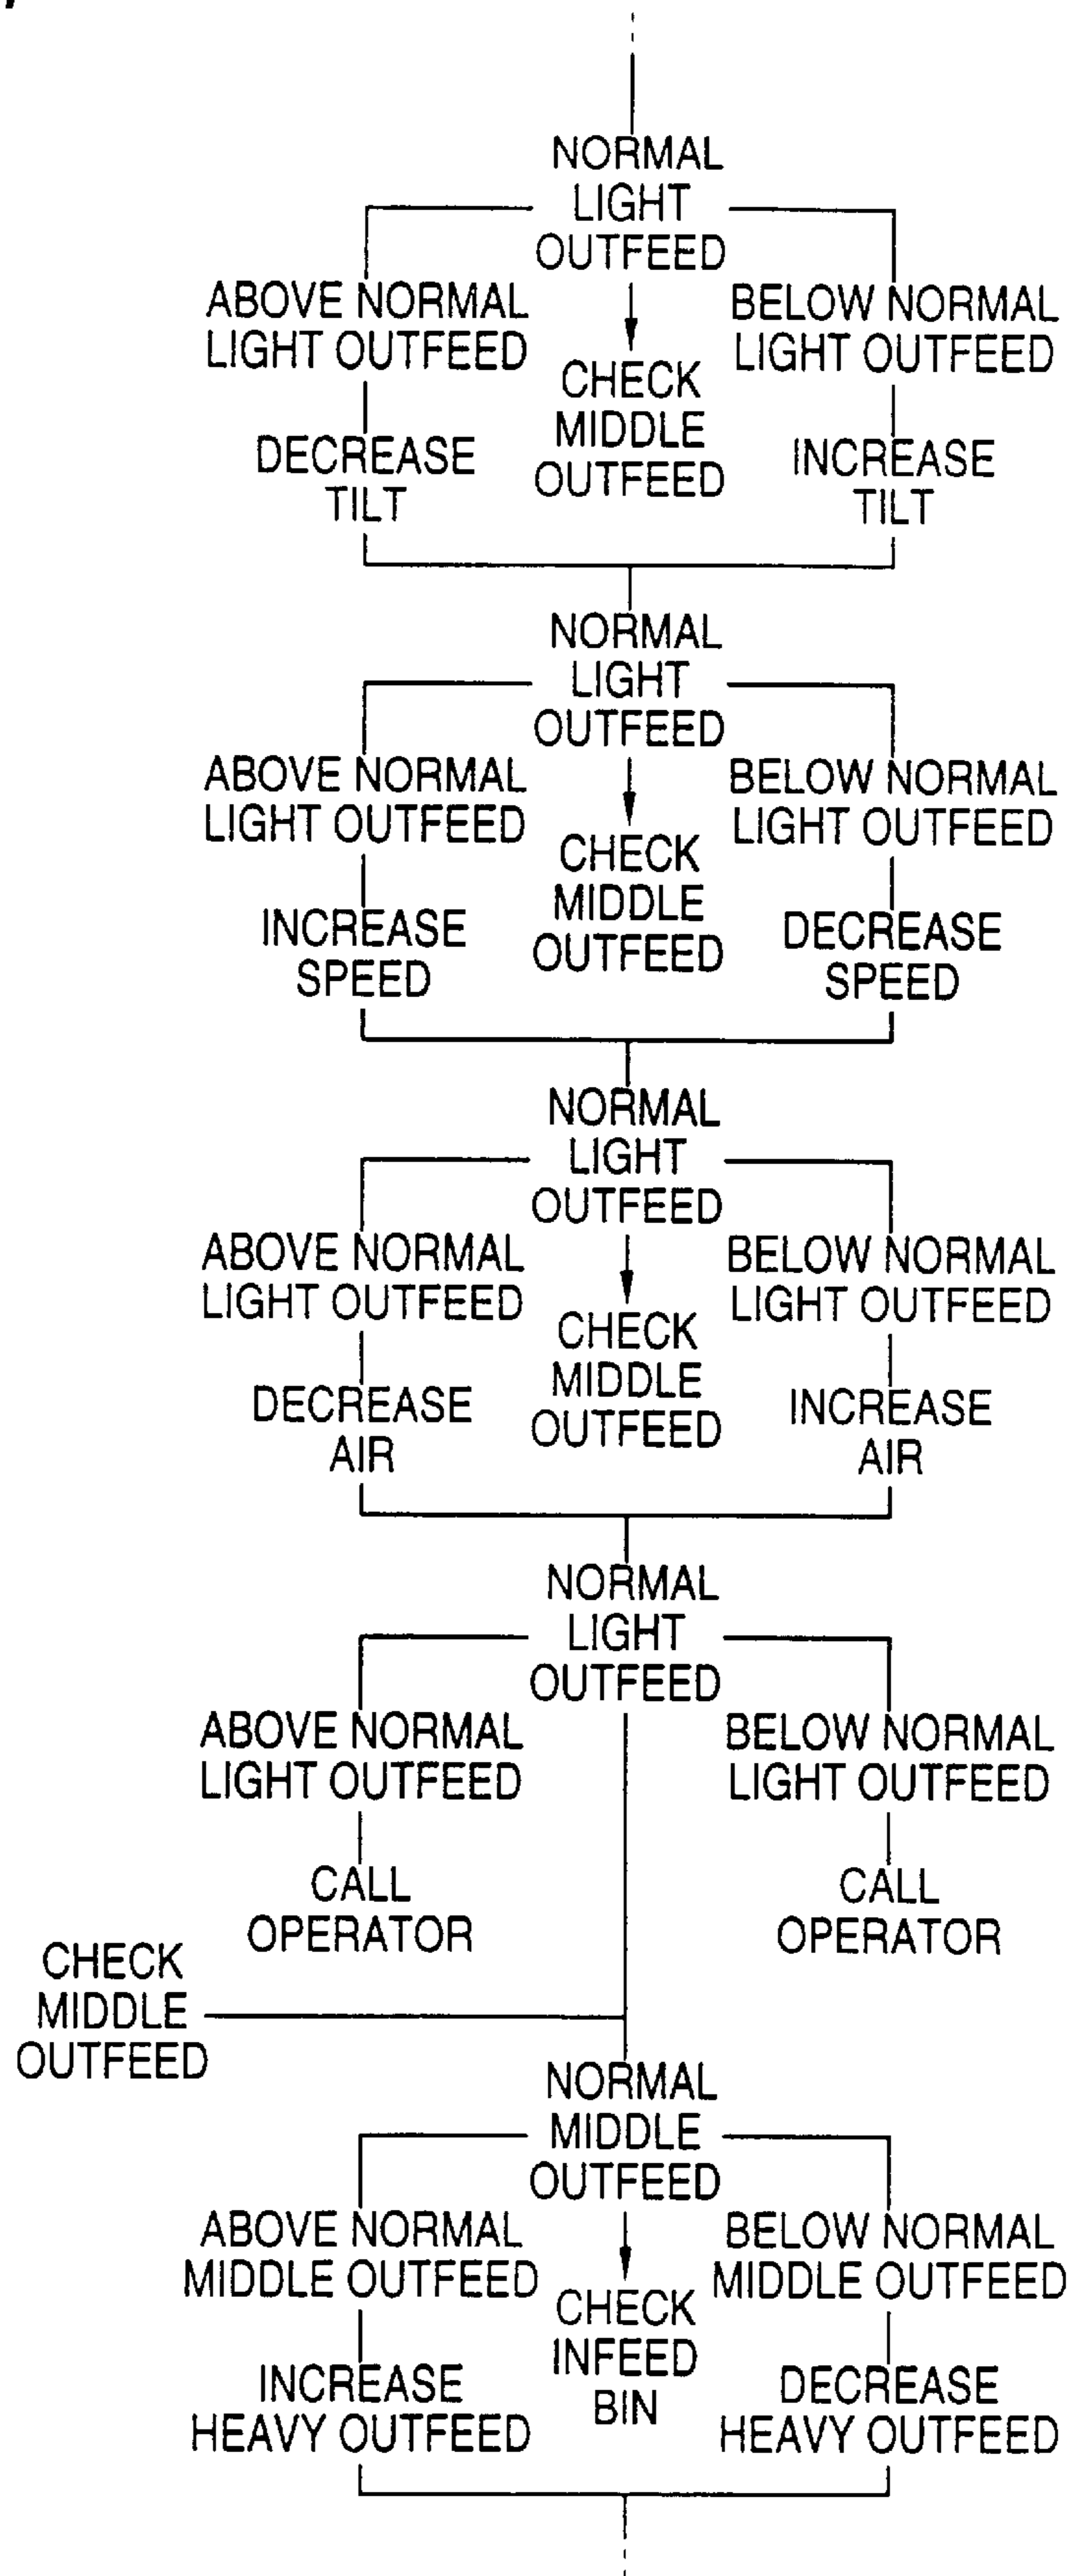 NORMAL
LIGHT
OUTFEED
ABOVE NORMAL
LIGHT OUTFEED
BELOW NORMAL
LIGHT OUTFEED
CHECK
MIDDLE
OUTFEED
DECREASE
TILT
INCREASE
TILT
NORMAL
LIGHT
OUTFEED
ABOVE NORMAL
LIGHT OUTFEED
BELOW NORMAL
LIGHT OUTFEED
CHECK
MIDDLE
OUTFEED
INCREASE
SPEED
DECREASE
SPEED
NORMAL
LIGHT
OUTFEED
ABOVE NORMAL
LIGHT OUTFEED
BELOW NORMAL
LIGHT OUTFEED
CHECK
MIDDLE
OUTFEED
DECREASE
AIR
INCREASE
AIR
NORMAL
LIGHT
OUTFEED
ABOVE NORMAL
LIGHT OUTFEED
BELOW NORMAL
LIGHT OUTFEED
CALL
OPERATOR
CALL
OPERATOR
CHECK
MIDDLE
OUTFEED
NORMAL
MIDDLE
OUTFEED
ABOVE NORMAL
MIDDLE OUTFEED
BELOW NORMAL
MIDDLE OUTFEED
CHECK
INFEED
BIN
INCREASE
HEAVY OUTFEED
DECREASE
HEAVY OUTFEED